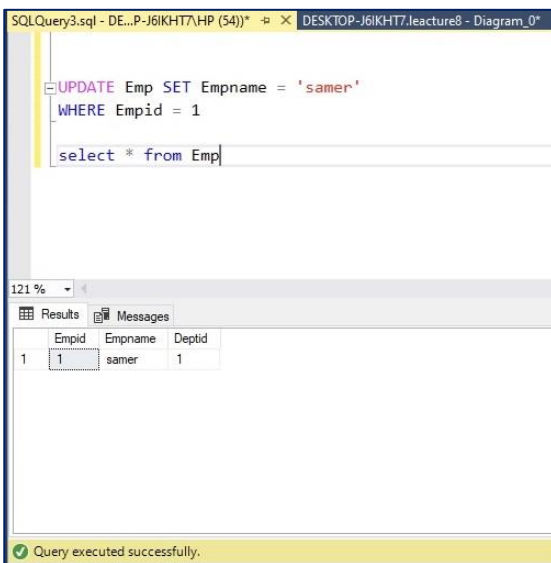 SQLQuery3.sql - DE...P-J6IKHT7\HP (54))* DESKTOP-J6IKHT7.leacture8 - Diagram_0*
UPDATE Emp SET Empname = 'samer'
WHERE Empid = 1
select * from Emp
121 %
Results Messages
Empid Empname Deptid
1 1 samer 1
Query executed successfully.